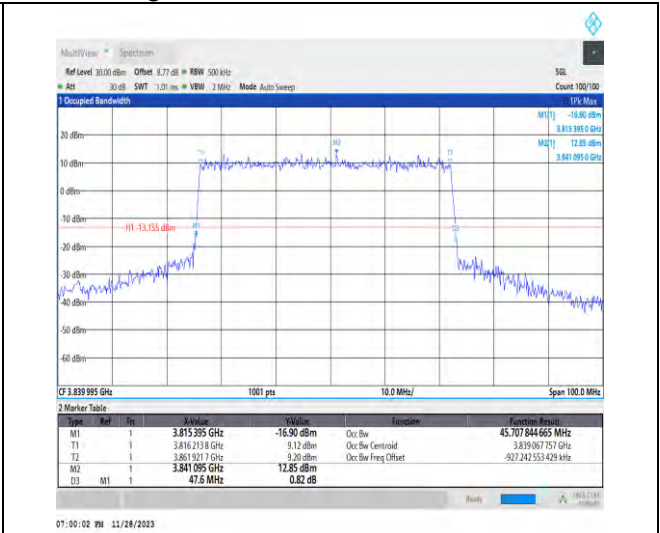 MultiView Spectrum
Ref Level 30.00 dBm Offset 8.77 dB RBW 500 kHz SGL
Att 30 dB SWT 1.01 ms VBW 2 MHz Mode Auto Sweep Count 100/100
1 Occupied Bandwidth 1Pk Max
M1[1] -16.90 dBm
3.815 395 0 GHz
M2[1] 12.85 dBm
3.841 095 0 GHz
20 dBm
M2
T1
10 dBm
0 dBm
-10 dBm
H1 -13.155 dBm
M1
-20 dBm
-30 dBm
-40 dBm
-50 dBm
-60 dBm
CF 3.839 995 GHz 1001 pts 10.0 MHz/ Span 100.0 MHz
2 Marker Table
Type Ref Trc X-Value Y-Value Function Function Result
M1 1 3.815 395 GHz -16.90 dBm Occ Bw 45.707 844 665 MHz
T1 1 3.816 213 8 GHz 9.12 dBm Occ Bw Centroid 3.839 067 757 GHz
T2 1 3.861 921 7 GHz 9.20 dBm Occ Bw Freq Offset -927.242 553 429 kHz
M2 1 3.841 095 GHz 12.85 dBm
D3 M1 1 47.6 MHz 0.82 dB
Ready
07:00:02 PM 11/28/2023